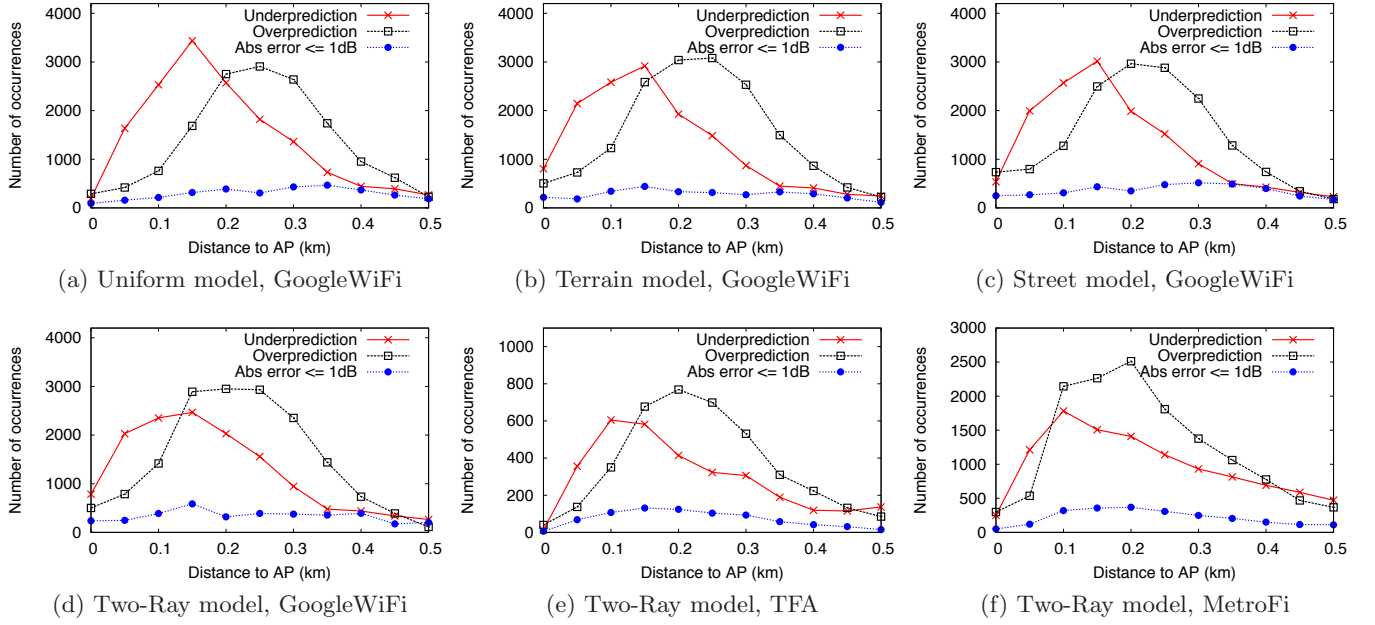 Underprediction
Overprediction
Abs error <= 1dB
4000
3000
2000
1000
0
Number of occurrences
0 0.1 0.2 0.3 0.4 0.5
Distance to AP (km)
(a) Uniform model, GoogleWiFi
Underprediction
Overprediction
Abs error <= 1dB
4000
3000
2000
1000
0
Number of occurrences
0 0.1 0.2 0.3 0.4 0.5
Distance to AP (km)
(b) Terrain model, GoogleWiFi
Underprediction
Overprediction
Abs error <= 1dB
4000
3000
2000
1000
0
Number of occurrences
0 0.1 0.2 0.3 0.4 0.5
Distance to AP (km)
(c) Street model, GoogleWiFi
Underprediction
Overprediction
Abs error <= 1dB
4000
3000
2000
1000
0
Number of occurrences
0 0.1 0.2 0.3 0.4 0.5
Distance to AP (km)
(d) Two-Ray model, GoogleWiFi
Underprediction
Overprediction
Abs error <= 1dB
1000
800
600
400
200
0
Number of occurrences
0 0.1 0.2 0.3 0.4 0.5
Distance to AP (km)
(e) Two-Ray model, TFA
Underprediction
Overprediction
Abs error <= 1dB
3000
2500
2000
1500
1000
500
0
Number of occurrences
0 0.1 0.2 0.3 0.4 0.5
Distance to AP (km)
(f) Two-Ray model, MetroFi